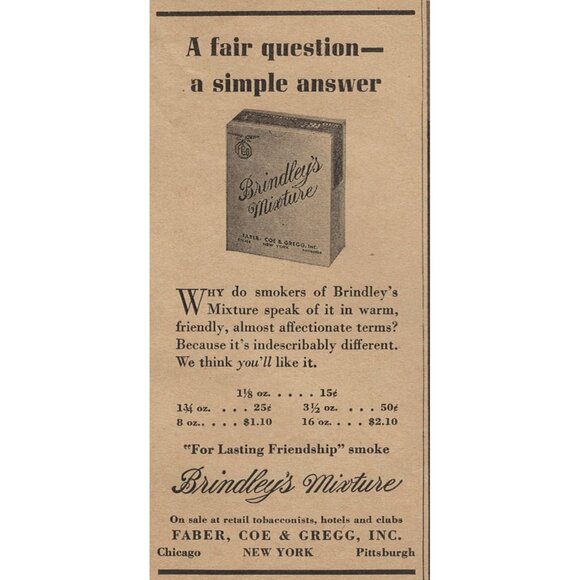 A fair question—
a simple answer
Brindley's
Mixture
FABER, COE & GREGG, INC.
NEW YORK
WHY do smokers of Brindley's
Mixture speak of it in warm,
friendly, almost affectionate terms?
Because it's indescribably different.
We think you'll like it.
1⅛ oz. . . . . . 15¢
1¾ oz. . . . . 25¢ 3½ oz. . . . . 50¢
8 oz. . . . . $1.10 16 oz. . . . . $2.10
"For Lasting Friendship" smoke
Brindley's Mixture
On sale at retail tobacconists, hotels and clubs
FABER, COE & GREGG, INC.
Chicago NEW YORK Pittsburgh